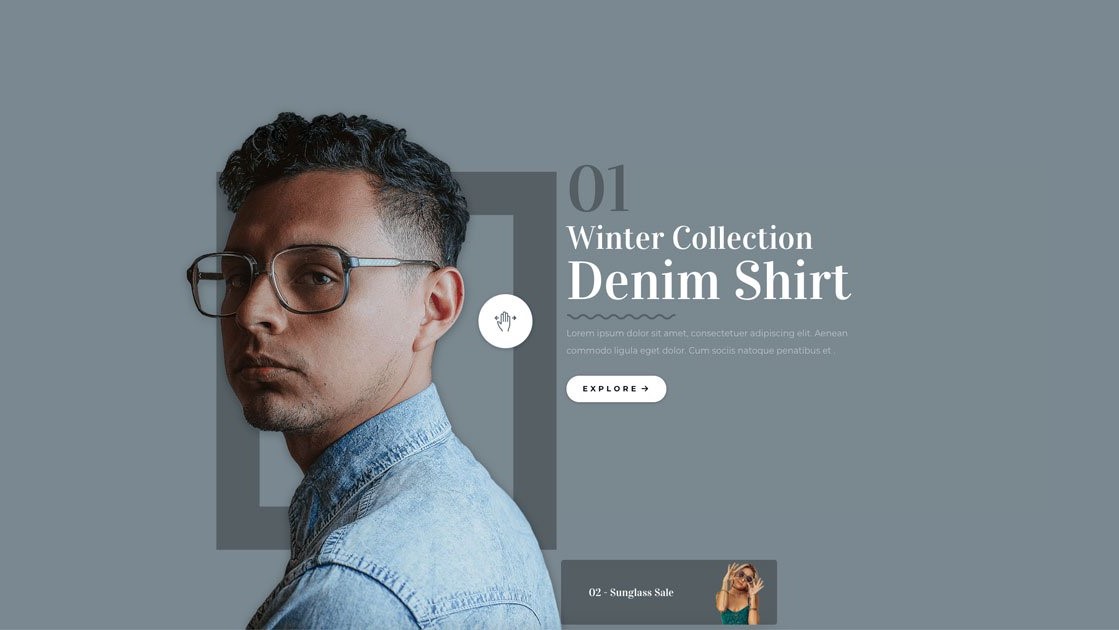 01
Winter Collection
Denim Shirt
Lorem ipsum dolor sit amet, consectetuer adipiscing elit. Aenean
commodo ligula eget dolor. Cum sociis natoque penatibus et .
EXPLORE →
02 - Sunglass Sale